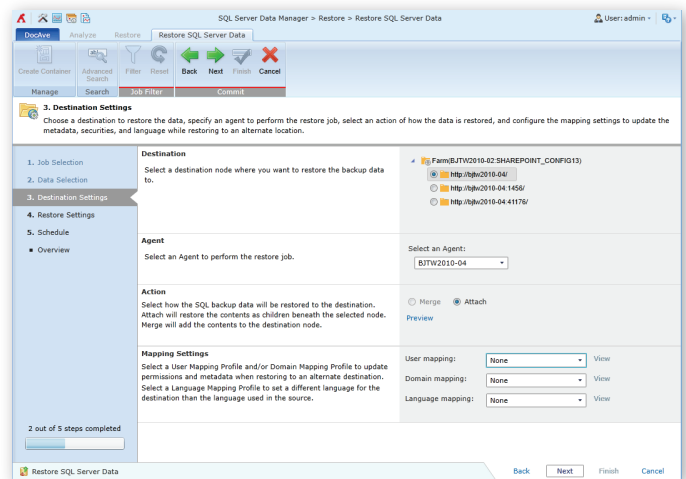 SQL Server Data Manager > Restore > Restore SQL Server Data
User: admin
DocAve Analyze Restore Restore SQL Server Data
Create Container
Advanced Search
Filter
Reset
Back
Next
Finish
Cancel
Manage Search Job Filter Commit
3. Destination Settings
Choose a destination to restore the data, specify an agent to perform the restore job, select an action of how the data is restored, and configure the mapping settings to update the
metadata, securities, and language while restoring to an alternate location.
1. Job Selection
2. Data Selection
3. Destination Settings
4. Restore Settings
5. Schedule
Overview
2 out of 5 steps completed
Destination
Select a destination node where you want to restore the backup data
to.
Farm(BJTW2010-02:SHAREPOINT_CONFIG13)
http://bjtw2010-04/
http://bjtw2010-04:1456/
http://bjtw2010-04:41176/
Agent
Select an Agent to perform the restore job.
Select an Agent:
BJTW2010-04
Action
Select how the SQL backup data will be restored to the destination.
Attach will restore the contents as children beneath the selected node.
Merge will add the contents to the destination node.
Merge Attach
Preview
Mapping Settings
Select a User Mapping Profile and/or Domain Mapping Profile to update
permissions and metadata when restoring to an alternate destination.
Select a Language Mapping Profile to set a different language for the
destination than the language used in the source.
User mapping: None View
Domain mapping: None View
Language mapping: None View
Restore SQL Server Data
Back Next Finish Cancel